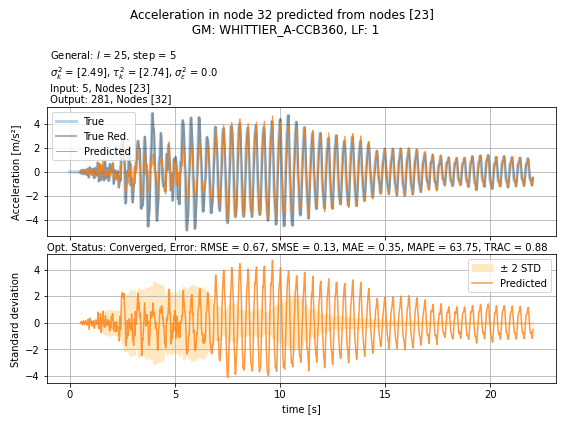 Acceleration in node 32 predicted from nodes [23]
GM: WHITTIER_A-CCB360, LF: 1
General: l = 25, step = 5
σ²ₖ = [2.49], τ²ₖ = [2.74], σ²ε = 0.0
Input: 5, Nodes [23]
Output: 281, Nodes [32]
Acceleration [m/s²]
4
2
0
−2
−4
True
True Red.
Predicted
Opt. Status: Converged, Error: RMSE = 0.67, SMSE = 0.13, MAE = 0.35, MAPE = 63.75, TRAC = 0.88
Standard deviation
4
2
0
−2
−4
± 2 STD
Predicted
0 5 10 15 20
time [s]